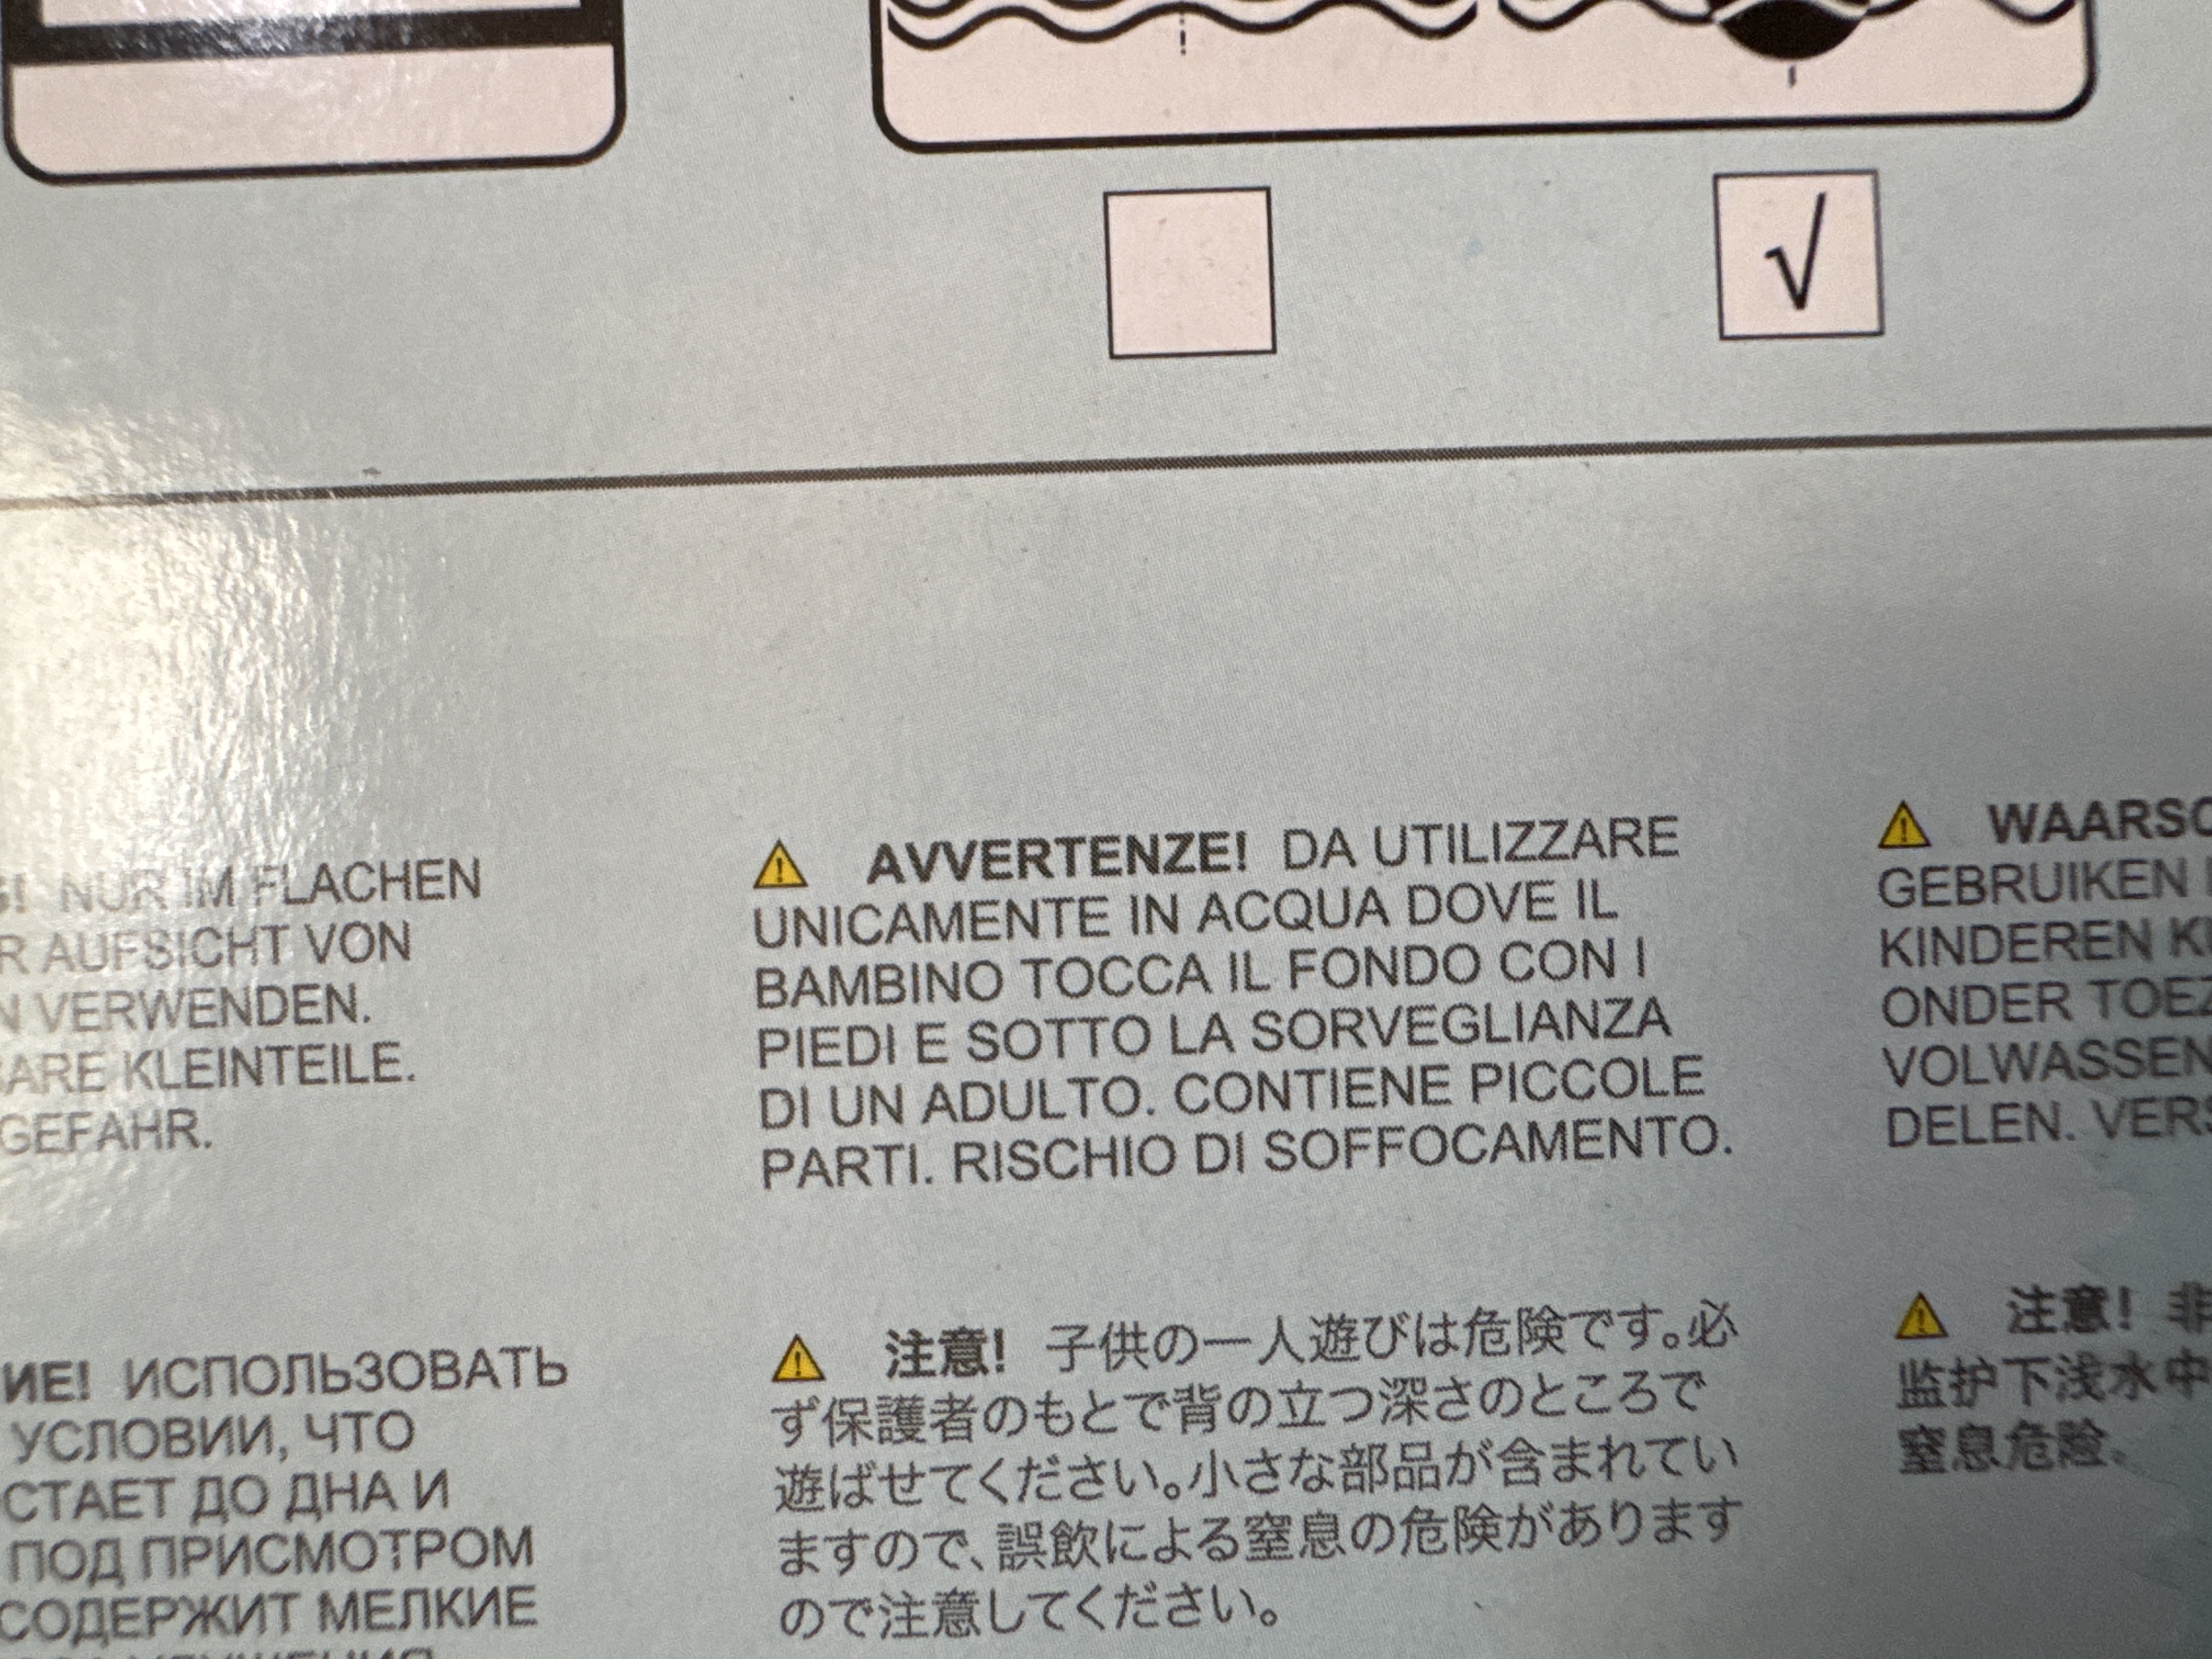 √
NUR IM FLACHEN
AUFSICHT VON
VERWENDEN.
KLEINTEILE.
GEFAHR.
AVVERTENZE! DA UTILIZZARE
UNICAMENTE IN ACQUA DOVE IL
BAMBINO TOCCA IL FONDO CON I
PIEDI E SOTTO LA SORVEGLIANZA
DI UN ADULTO. CONTIENE PICCOLE
PARTI. RISCHIO DI SOFFOCAMENTO.
GEBRUIKEN
KINDEREN
ONDER
DELEN.
ИСПОЛЬЗОВАТЬ
УСЛОВИИ, ЧТО
ДО ДНА И
ПОД ПРИСМОТРОМ
СОДЕРЖИТ МЕЛКИЕ
注意! 子供の一人遊びは危険です。必
ず保護者のもとで背の立つ深さのところで
遊ばせてください。小さな部品が含まれてい
ますので、誤飲による窒息の危険があります
ので注意してください。
注意! 非
监护下浅水中
窒息危险。